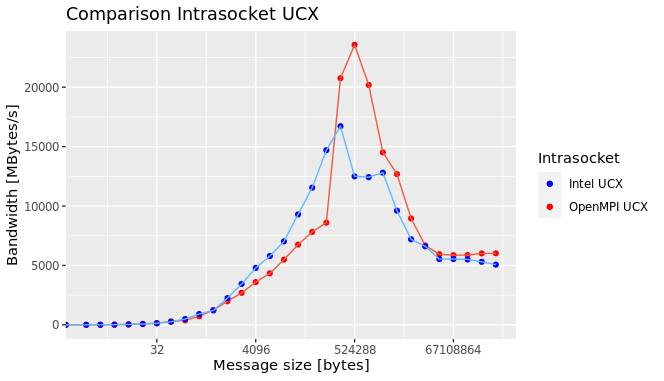 Comparison Intrasocket UCX
Bandwidth [MBytes/s]
20000
15000
10000
5000
0
32
4096
524288
67108864
Message size [bytes]
Intrasocket
Intel UCX
OpenMPI UCX